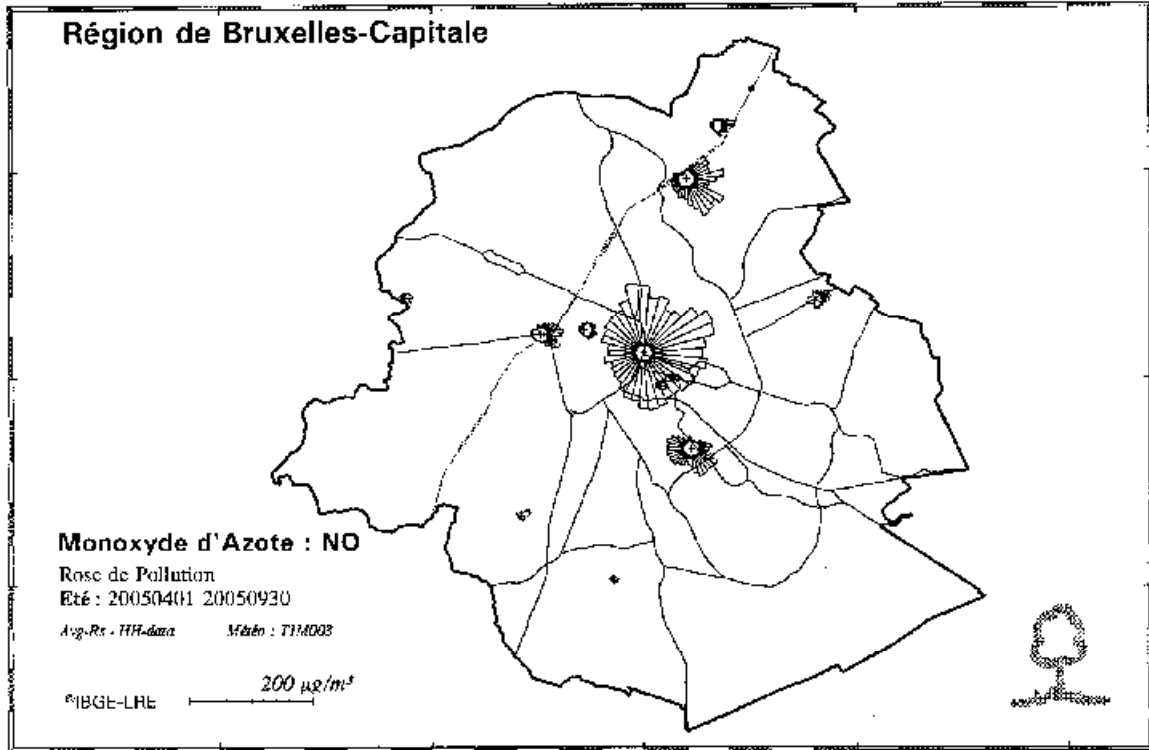 Région de Bruxelles-Capitale
Monoxyde d'Azote : NO
Rose de Pollution
Eté : 20050401 20050930
Avg-Rs - HH-data Météo : T1M003
200 µg/m³
©IBGE-LRE